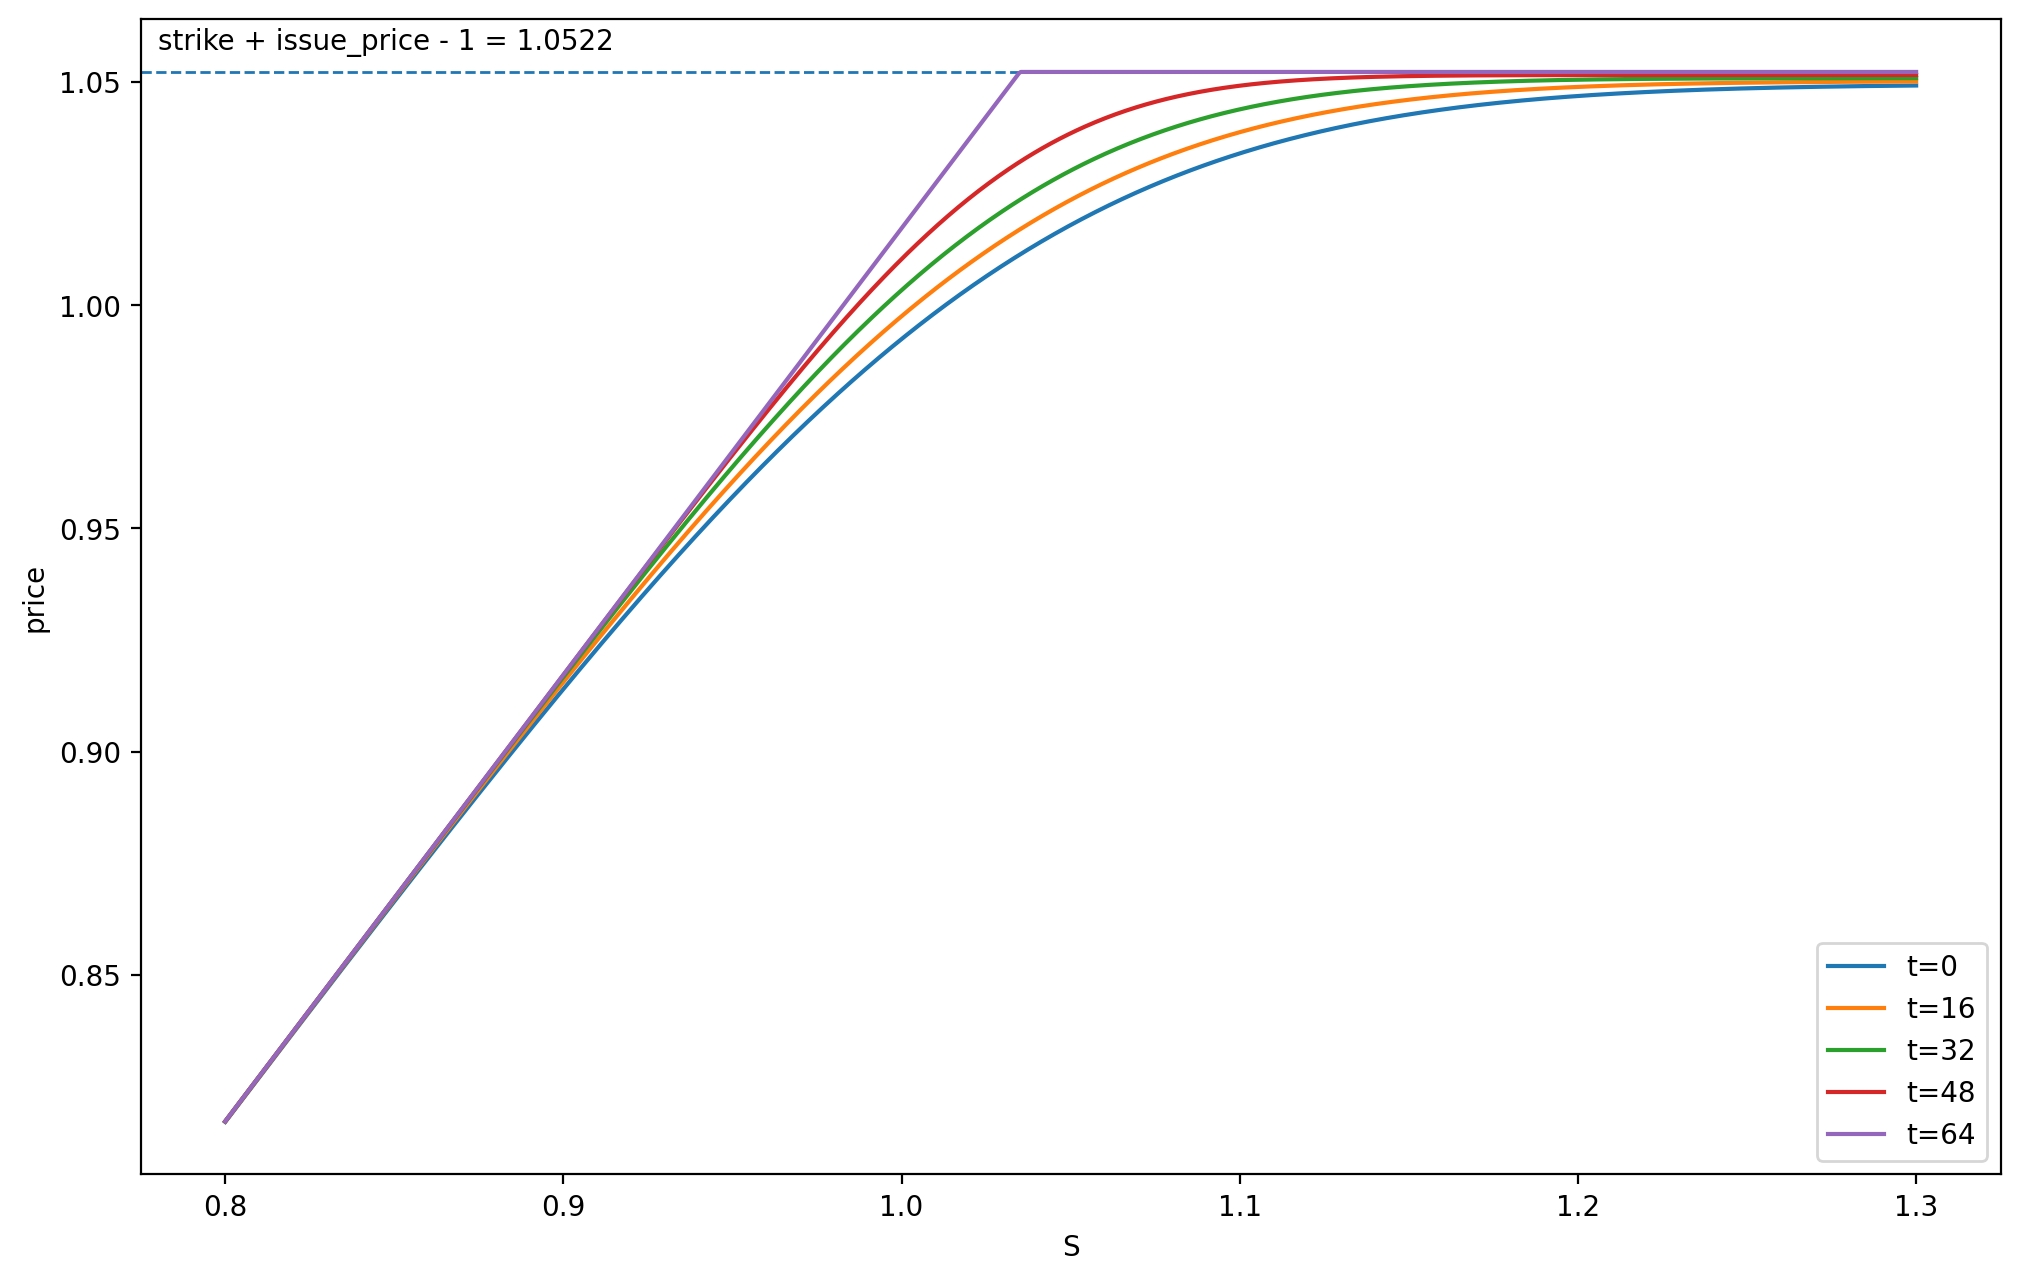 strike + issue_price - 1 = 1.0522
1.05
1.00
0.95
0.90
0.85
price
0.8
0.9
1.0
1.1
1.2
1.3
S
t=0
t=16
t=32
t=48
t=64